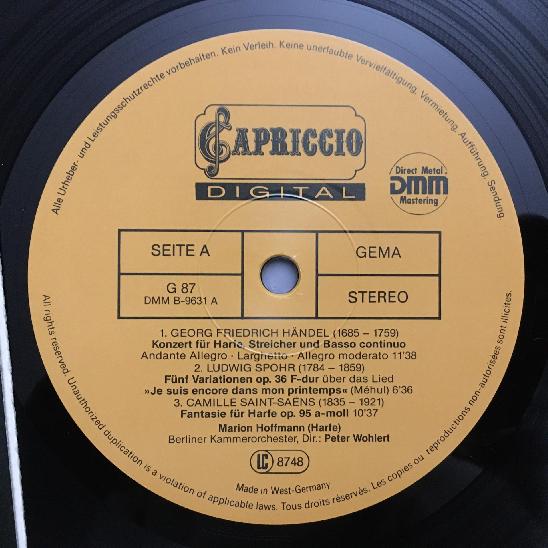 Alle Urheber- und Leistungsschutzrechte vorbehalten. Kein Verleih. Keine unerlaubte Vervielfältigung, Vermietung, Aufführung, Sendung
CAPRICCIO
DIGITAL
Direct Metal
DMM
Mastering
SEITE A
GEMA
G 87
DMM B-9631 A
STEREO
1. GEORG FRIEDRICH HÄNDEL (1685 – 1759)
Konzert für Harfe, Streicher und Basso continuo
Andante Allegro · Larghetto · Allegro moderato 11'38
2. LUDWIG SPOHR (1784 – 1859)
Fünf Variationen op. 36 F-dur über das Lied
»Je suis encore dans mon printemps« (Méhul) 6'36
3. CAMILLE SAINT-SAENS (1835 – 1921)
Fantasie für Harfe op. 95 a-moll 10'37
Marion Hoffmann (Harfe)
Berliner Kammerorchester, Dir.: Peter Wohlert
LC 8748
Made in West-Germany
All rights reserved. Unauthorized duplication is a violation of applicable laws. Tous droits réservés. Les copies ou reproductions non-autorisées sont illicites.